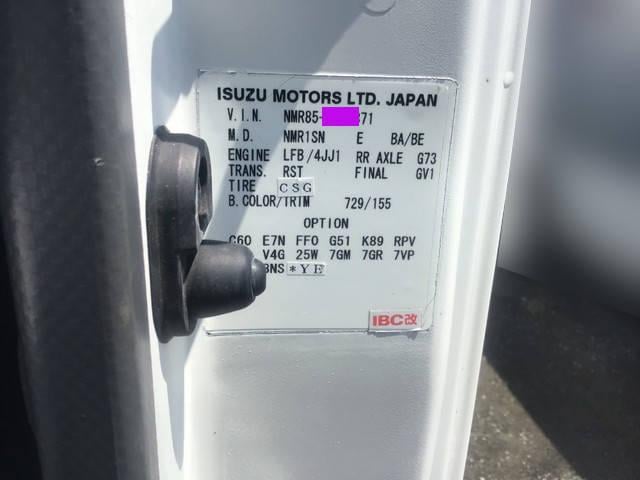 ISUZU MOTORS LTD. JAPAN
V.I.N. NMR85- 71
M.D. NMR1SN E BA/BE
ENGINE LFB/4JJ1 RR AXLE G73
TRANS. RST FINAL GV1
TIRE CSG
B.COLOR/TRIM 729/155
OPTION
C60 E7N FF0 G51 K89 RPV
V4G 25W 7GM 7GR 7VP
*YE
IBC改